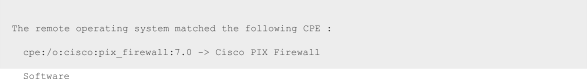 The remote operating system matched the following CPE :
cpe:/o:cisco:pix_firewall:7.0 -> Cisco PIX Firewall
Software